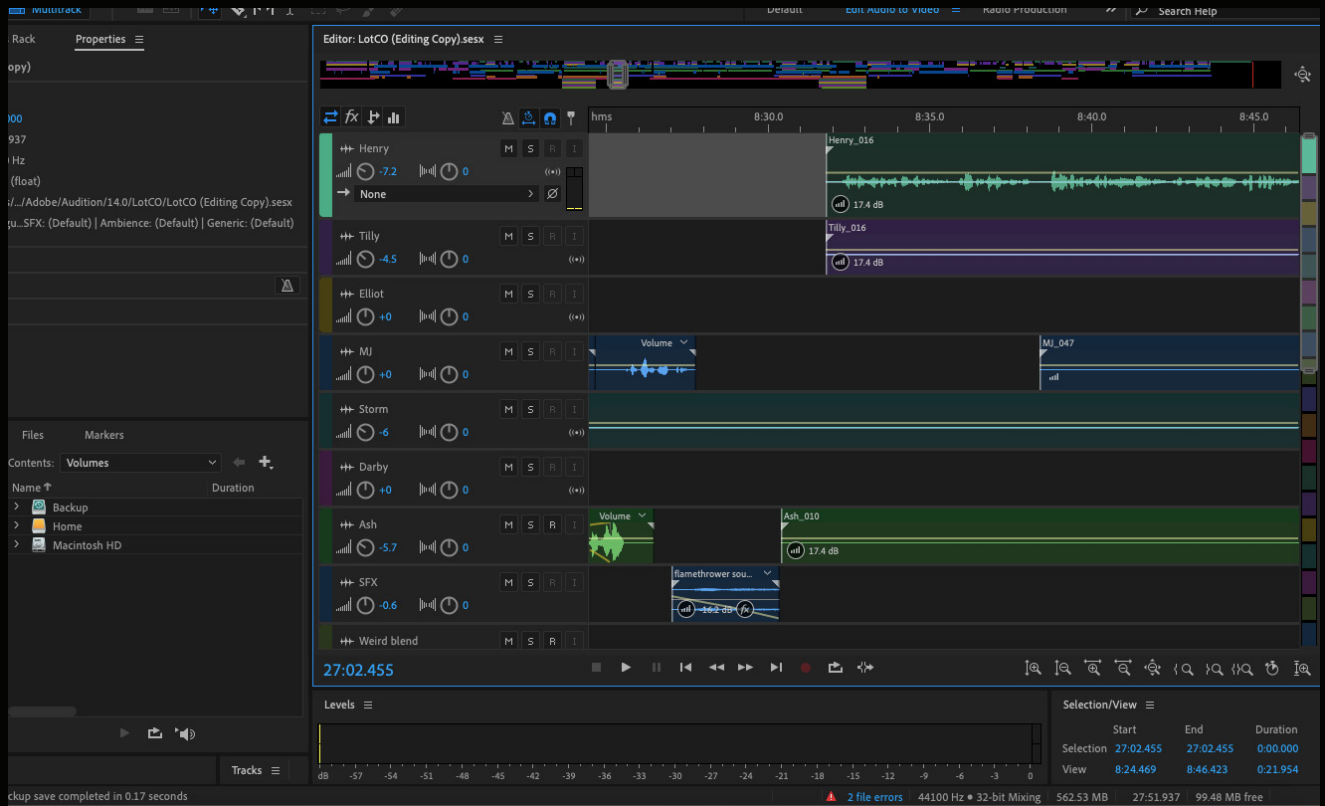 Multitrack
Default Edit Audio to Video Radio Production Search Help
Rack Properties
opy)
000
937
Hz
(float)
s/.../Adobe/Audition/14.0/LotCO/LotCO (Editing Copy).sesx
gu...SFX: (Default) | Ambience: (Default) | Generic: (Default)
Files Markers
Contents: Volumes
Name Duration
Backup
Home
Macintosh HD
Tracks
ckup save completed in 0.17 seconds
Editor: LotCO (Editing Copy).sesx
fx hms 8:30.0 8:35.0 8:40.0 8:45.0
Henry M S R I
-7.2 0
None
Henry_016
17.4 dB
Tilly M S R I
-4.5 0
Tilly_016
17.4 dB
Elliot M S R I
+0 0
MJ M S R I
+0 0
Volume
MJ_047
Storm M S R I
-6 0
Darby M S R I
+0 0
Ash M S R I
-5.7 0
Volume
Ash_010
17.4 dB
SFX M S R I
-0.6 0
flamethrower sou...
-16.2 dB fx
Weird blend M S R I
27:02.455
Levels
dB -57 -54 -51 -48 -45 -42 -39 -36 -33 -30 -27 -24 -21 -18 -15 -12 -9 -6 -3 0
Selection/View
Start End Duration
Selection 27:02.455 27:02.455 0:00.000
View 8:24.469 8:46.423 0:21.954
2 file errors 44100 Hz • 32-bit Mixing 562.53 MB 27:51.937 99.48 MB free